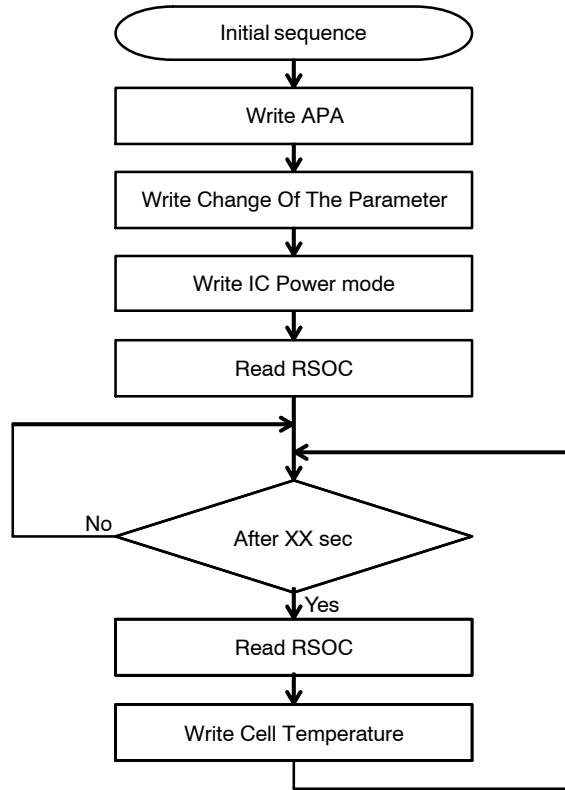 Initial sequence
Write APA
Write Change Of The Parameter
Write IC Power mode
Read RSOC
No
After XX sec
Yes
Read RSOC
Write Cell Temperature